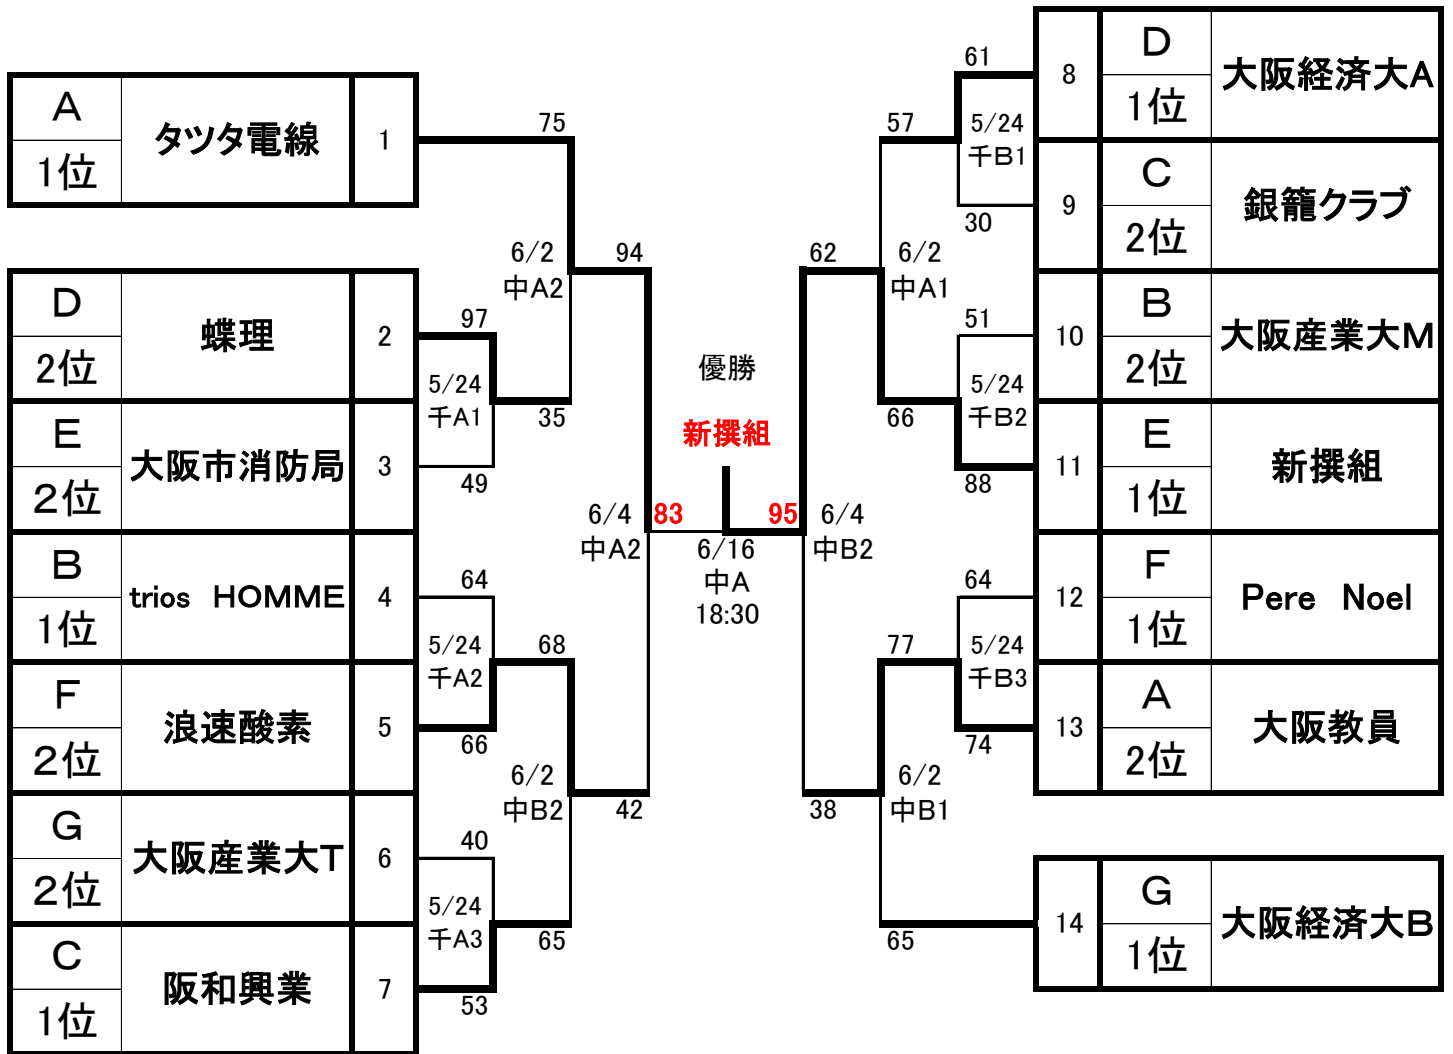 A
1位
タツタ電線
1
D
2位
蝶理
2
E
２位
大阪市消防局
3
B
1位
trios HOMME
4
F
２位
浪速酸素
5
G
２位
大阪産業大T
6
C
1位
阪和興業
7
75
6/2
中A2
35
97
5/24
千A1
49
64
5/24
千A2
66
40
5/24
千A3
53
68
6/2
中B2
65
94
6/4
中A2
42
優勝
新撰組
83
95
6/16
中A
18:30
62
6/4
中B2
38
57
6/2
中A1
66
77
6/2
中B1
65
61
5/24
千B1
30
51
5/24
千B2
88
64
5/24
千B3
74
8
D
1位
大阪経済大A
9
C
2位
銀籠クラブ
10
B
2位
大阪産業大M
11
E
1位
新撰組
12
F
1位
Pere Noel
13
A
2位
大阪教員
14
G
1位
大阪経済大B